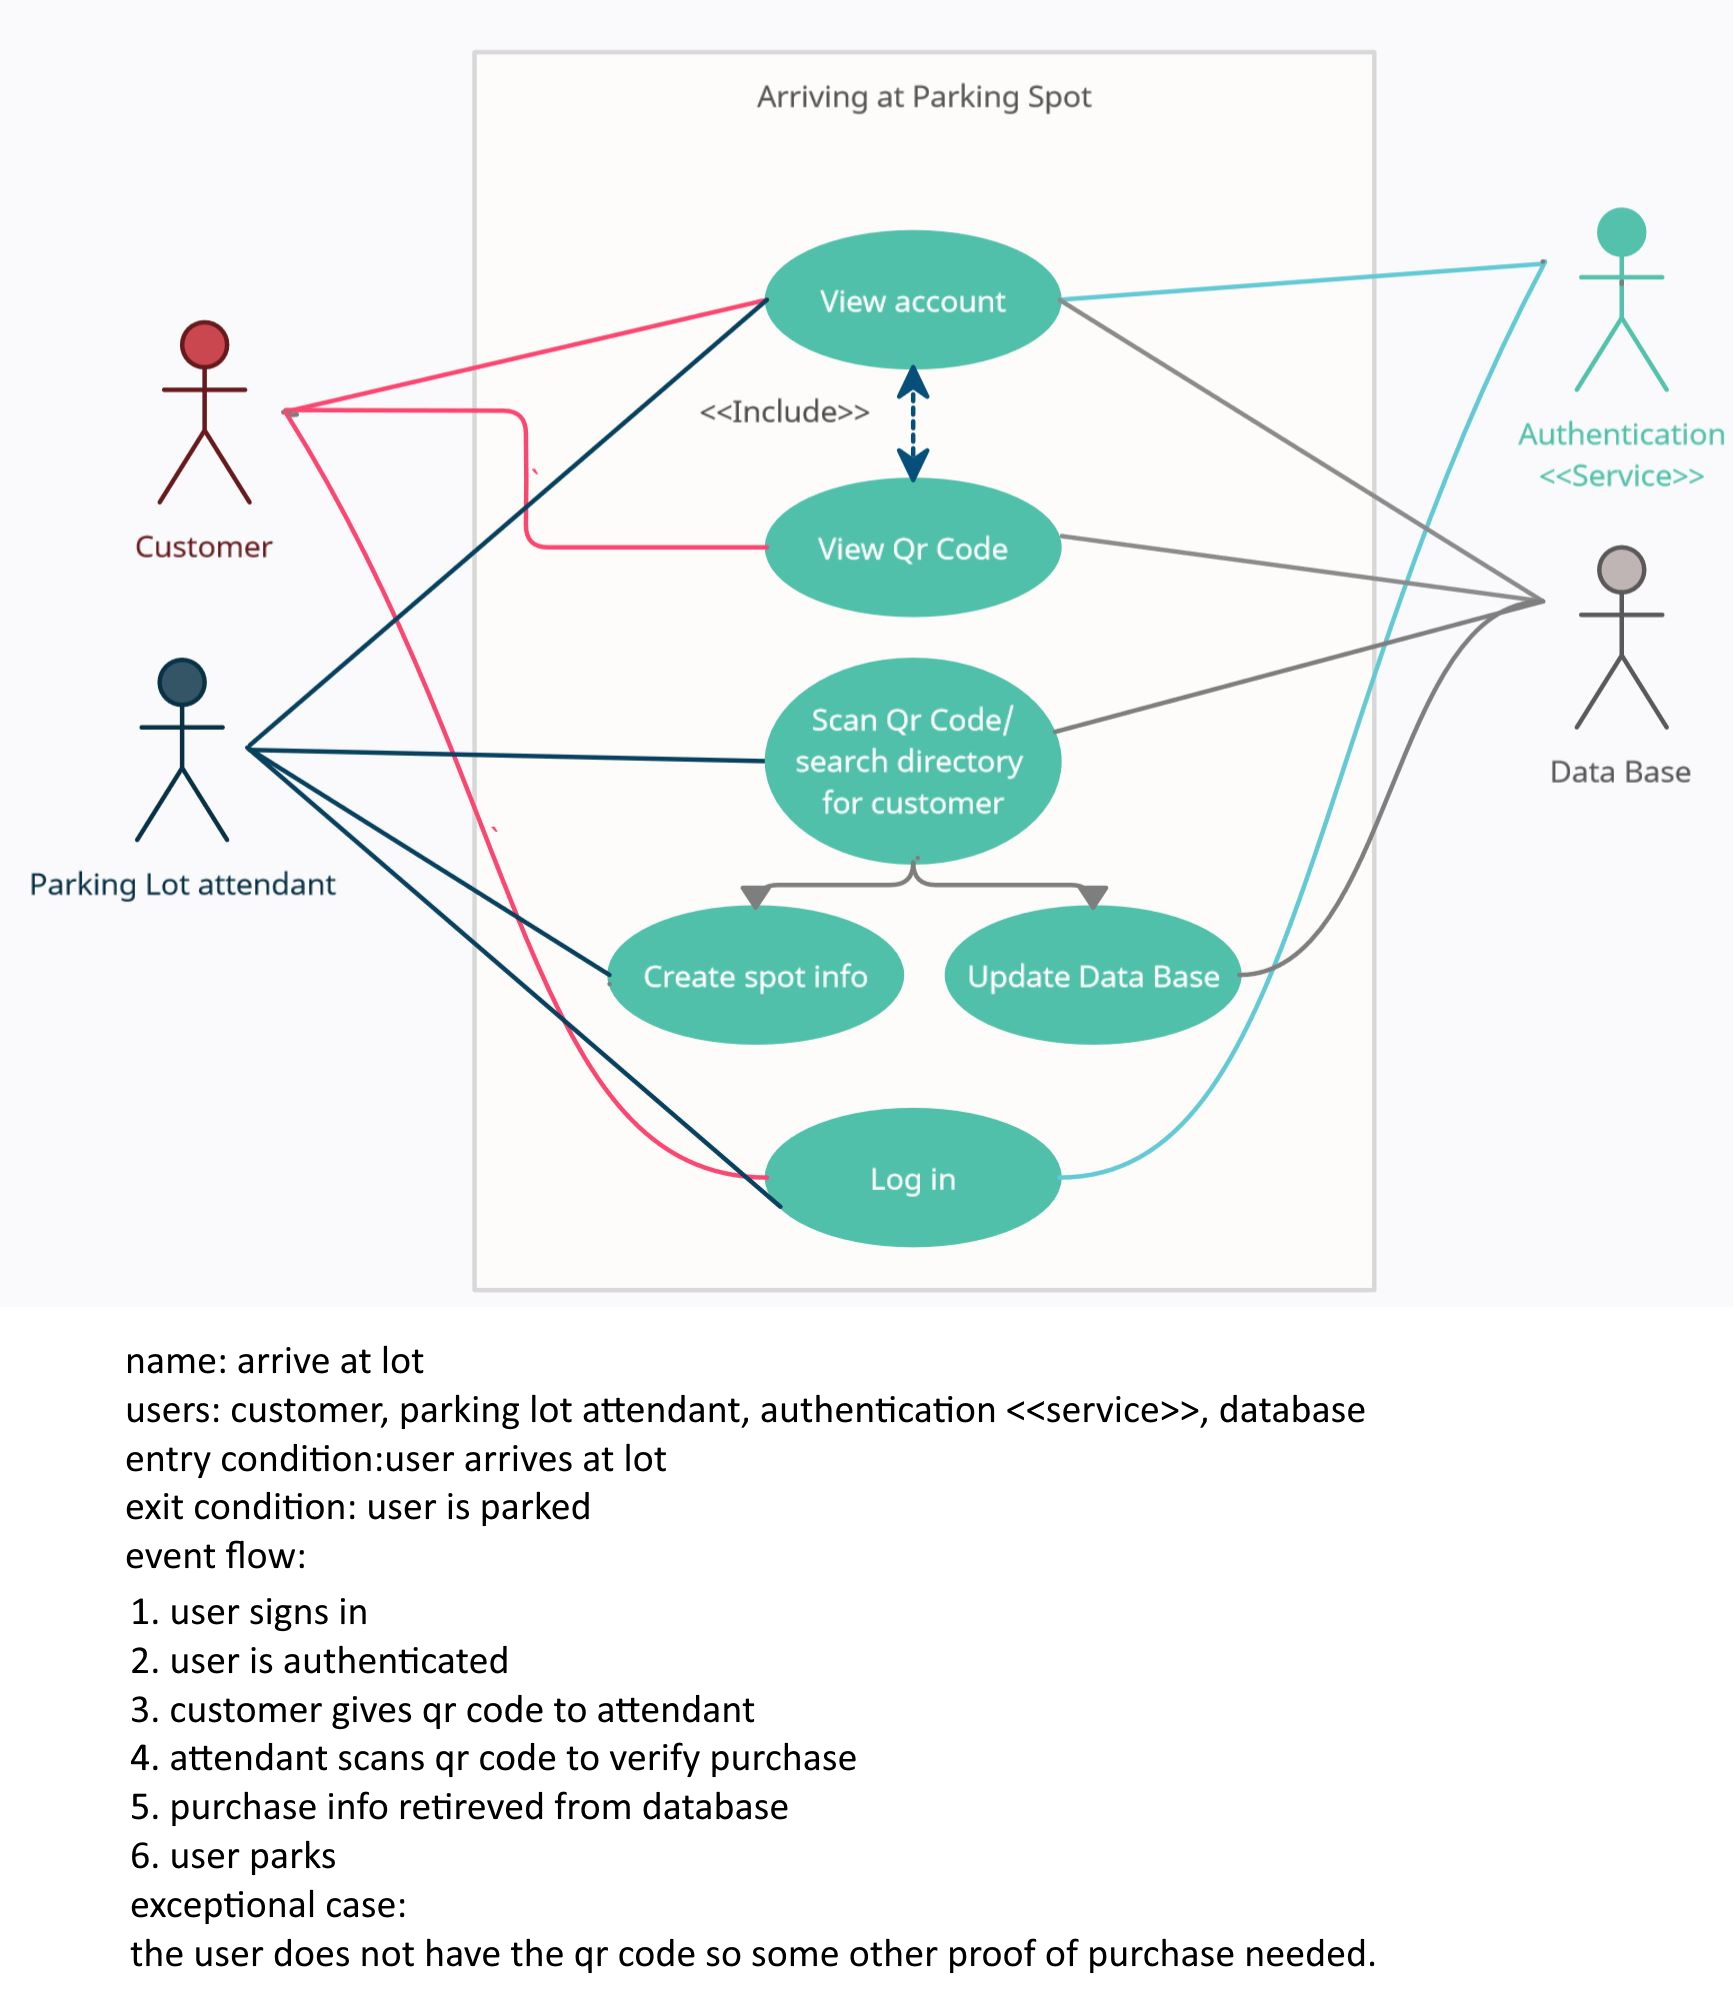 Arriving at Parking Spot
View account
<<Include>>
Customer
Authentication
<<Service>>
View Qr Code
Scan Qr Code/
search directory
for customer
Data Base
Parking Lot attendant
Create spot info
Update Data Base
Log in
name: arrive at lot
users: customer, parking lot attendant, authentication <<service>>, database
entry condition:user arrives at lot
exit condition: user is parked
event flow:
1. user signs in
2. user is authenticated
3. customer gives qr code to attendant
4. attendant scans qr code to verify purchase
5. purchase info retireved from database
6. user parks
exceptional case:
the user does not have the qr code so some other proof of purchase needed.